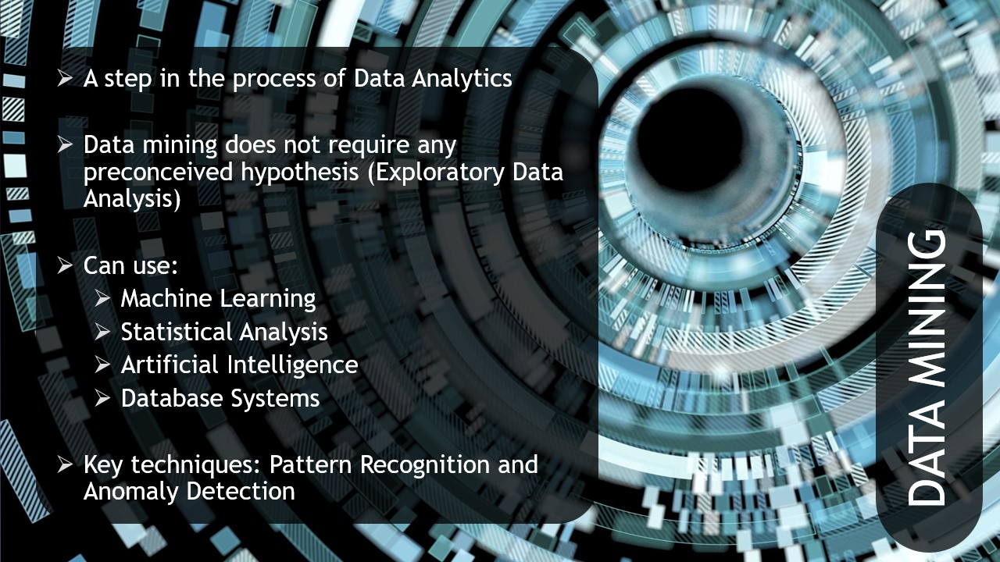 ➢ A step in the process of Data Analytics
➢ Data mining does not require any
preconceived hypothesis (Exploratory Data
Analysis)
➢ Can use:
➢ Machine Learning
➢ Statistical Analysis
➢ Artificial Intelligence
➢ Database Systems
➢ Key techniques: Pattern Recognition and
Anomaly Detection
DATA MINING